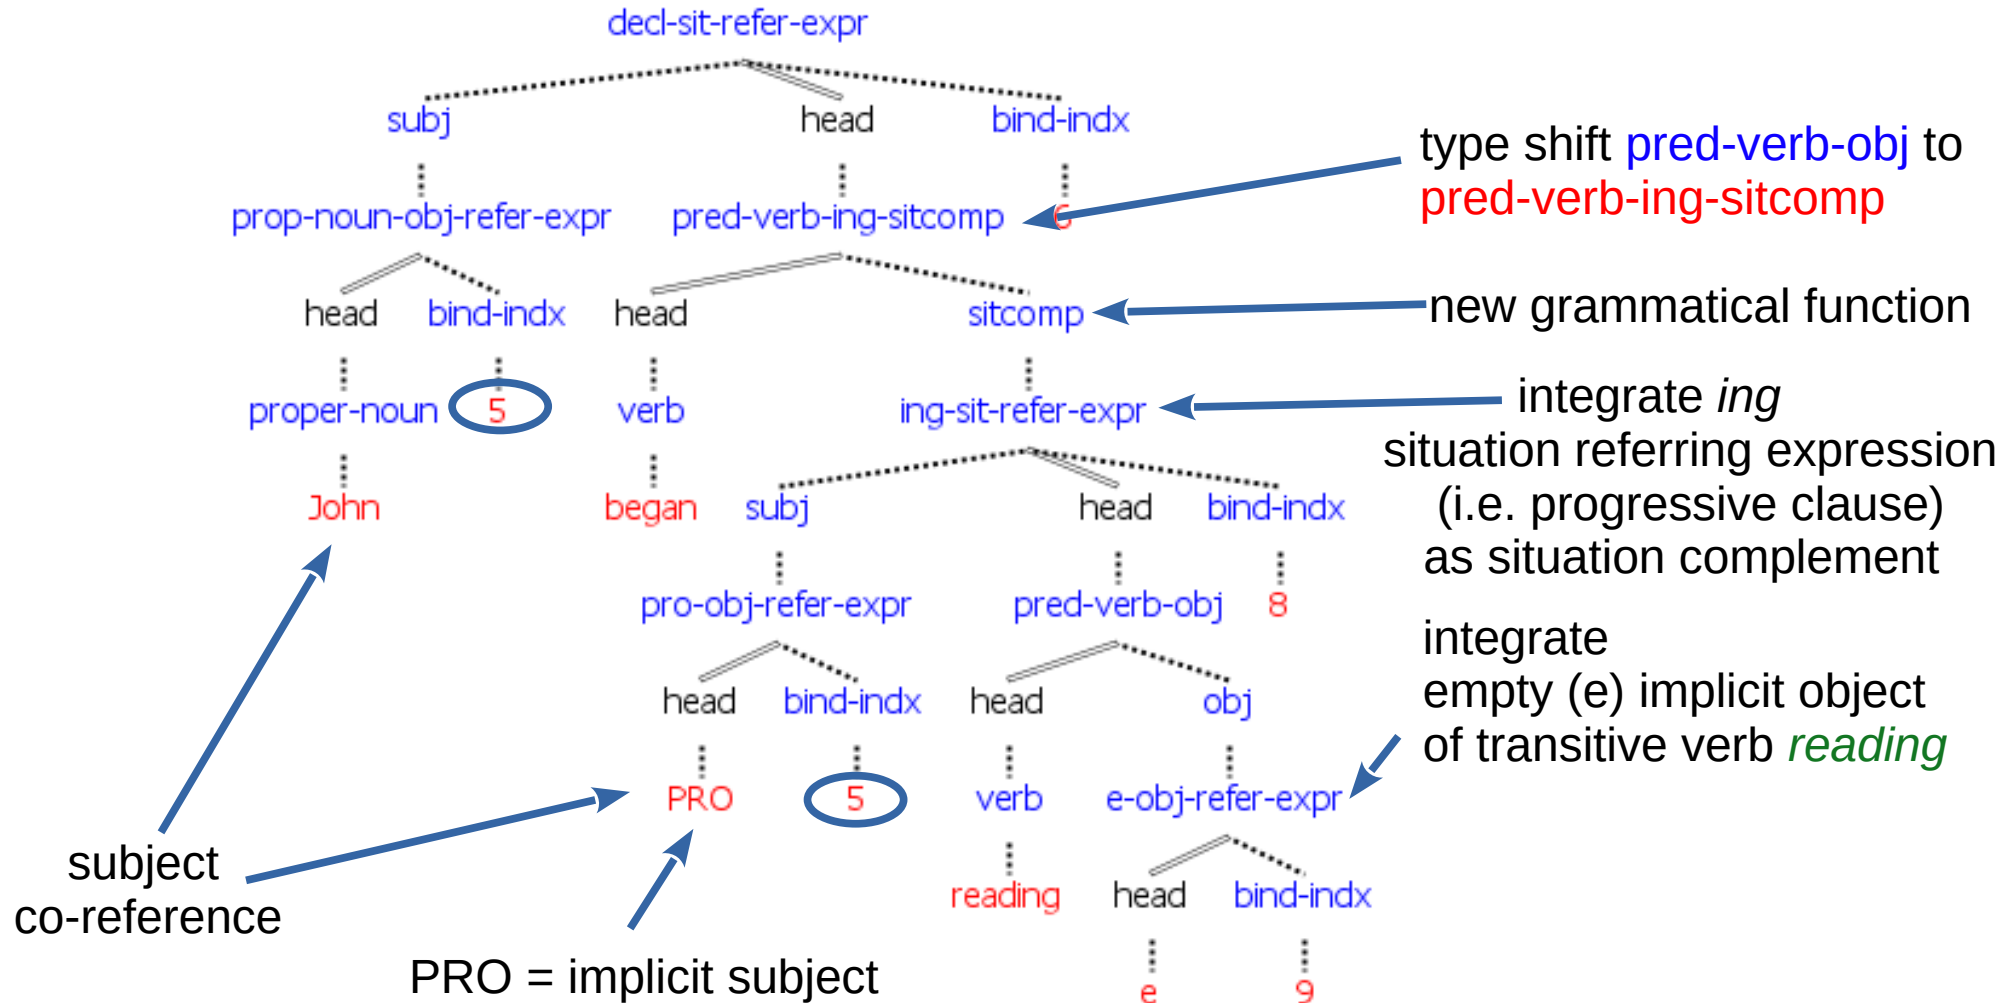 decl-sit-refer-expr
subj head bind-indx
prop-noun-obj-refer-expr pred-verb-ing-sitcomp 6
head bind-indx head sitcomp
proper-noun 5 verb ing-sit-refer-expr
John began subj head bind-indx
pro-obj-refer-expr pred-verb-obj 8
head bind-indx head obj
PRO 5 verb e-obj-refer-expr
reading head bind-indx
e 9
type shift pred-verb-obj to
pred-verb-ing-sitcomp
new grammatical function
integrate ing
situation referring expression
(i.e. progressive clause)
as situation complement
integrate
empty (e) implicit object
of transitive verb reading
subject
co-reference
PRO = implicit subject